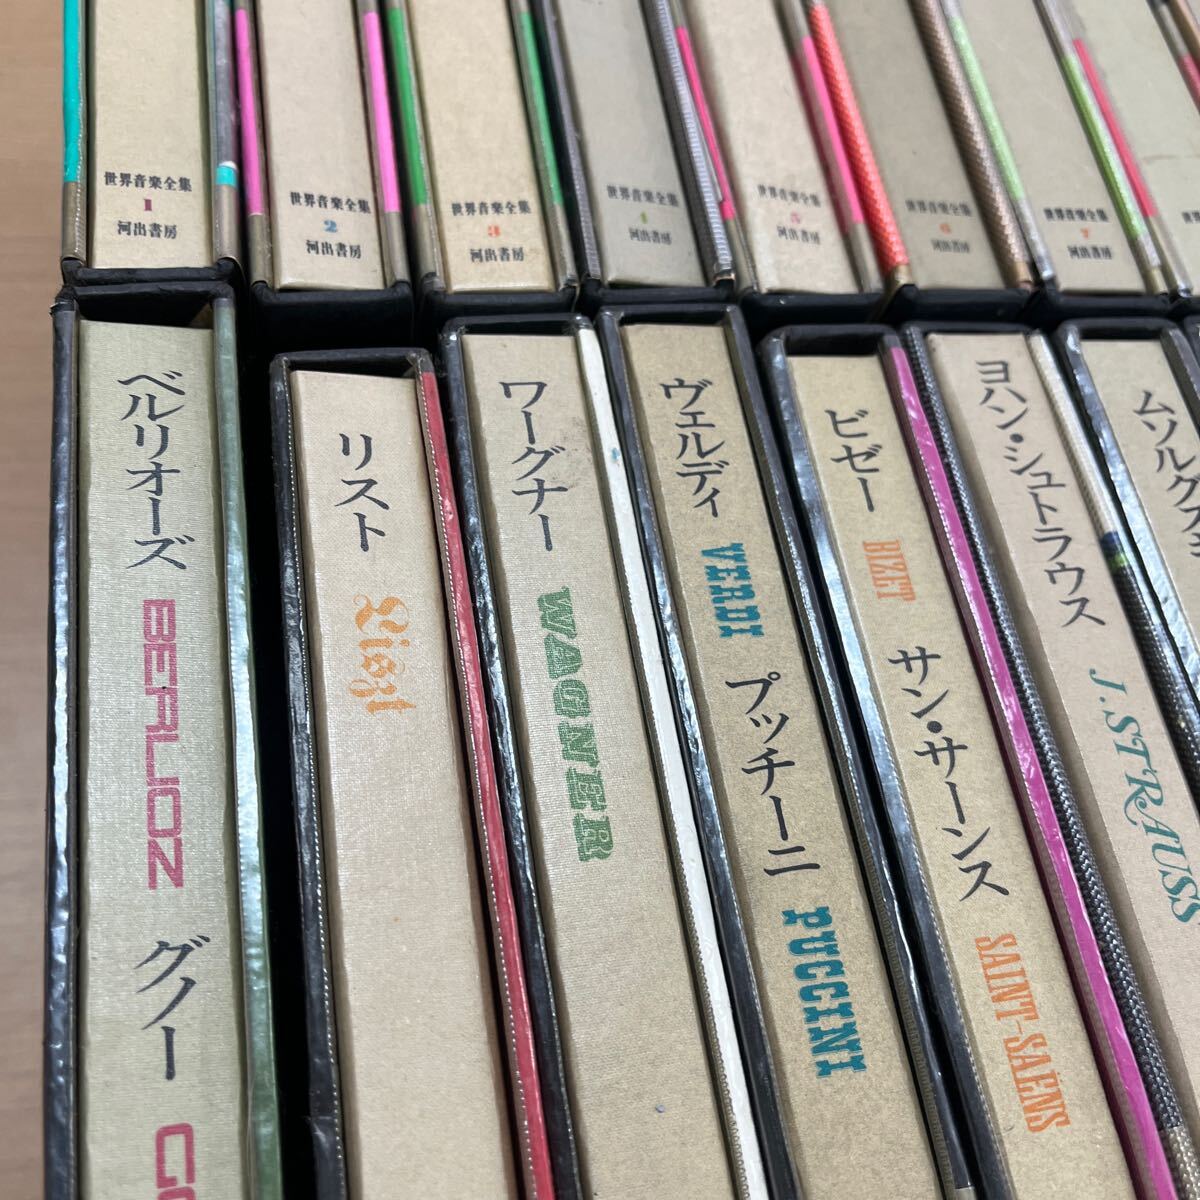 世界音楽全集
1
河出書房
世界音楽全集
2
河出書房
世界音楽全集
3
河出書房
世界音楽全集
4
河出書房
世界音楽全集
5
河出書房
世界音楽全集
6
河出書房
世界音楽全集
7
河出書房
ベルリオーズ BERLIOZ グノー
リスト Liszt
ワーグナー WAGNER
ヴェルディ VERDI プッチーニ PUCCINI
ビゼー BIZET サン・サーンス SAINT-SAËNS
ヨハン・シュトラウス J.STRAUSS